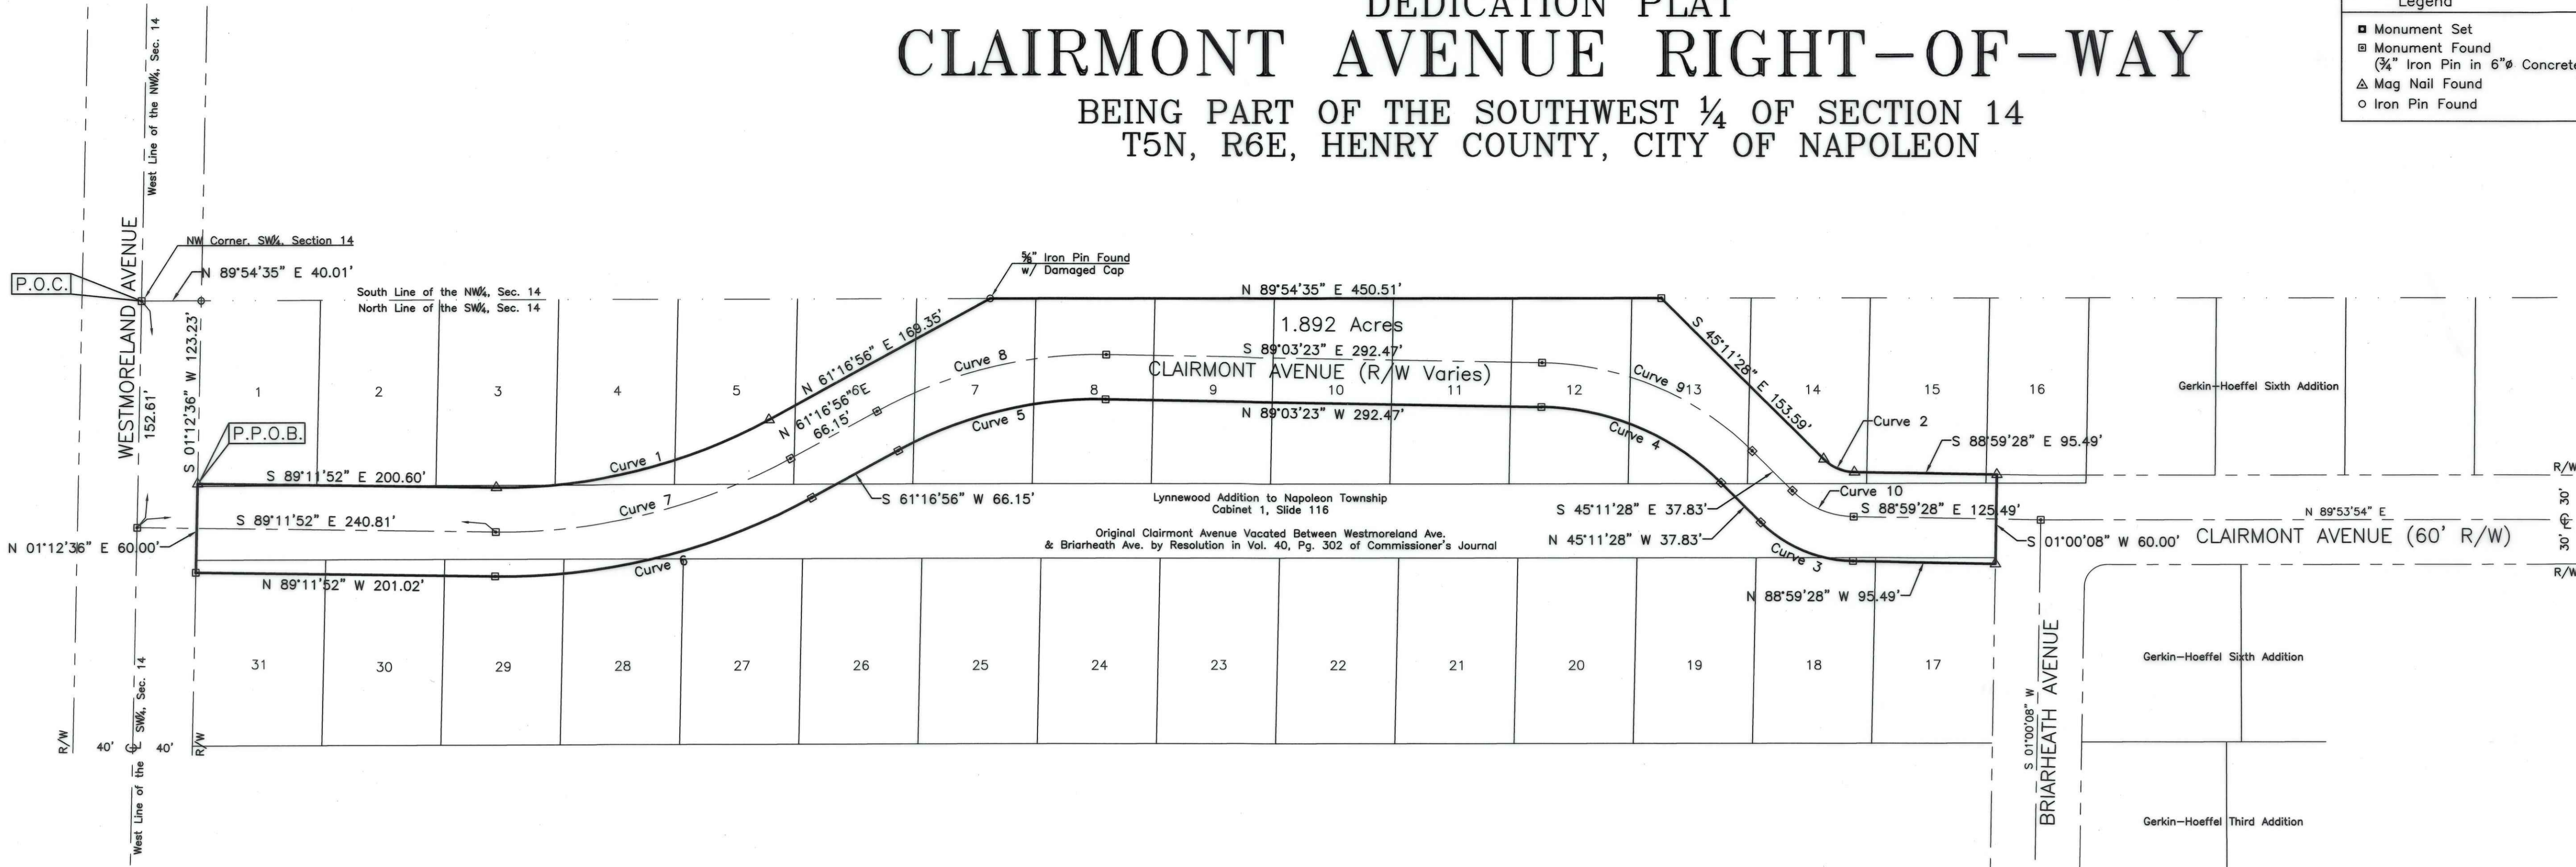 DEDICATION PLAT
CLAIRMONT AVENUE RIGHT-OF-WAY
BEING PART OF THE SOUTHWEST ¼ OF SECTION 14
T5N, R6E, HENRY COUNTY, CITY OF NAPOLEON
Legend
Monument Set
Monument Found
(¾" Iron Pin in 6"ø Concrete
Mag Nail Found
Iron Pin Found
West Line of the NW¼, Sec. 14
WESTMORELAND AVENUE
152.61'
NW Corner, SW¼, Section 14
N 89°54'35" E 40.01'
P.O.C.
S 01°12'36" W 123.23'
South Line of the NW¼, Sec. 14
North Line of the SW¼, Sec. 14
⅝" Iron Pin Found
w/ Damaged Cap
N 89°54'35" E 450.51'
1.892 Acres
N 61°16'56" E 169.35'
Curve 8
S 89°03'23" E 292.47'
CLAIRMONT AVENUE (R/W Varies)
Curve 9
S 45°11'28" E 153.59'
1
2
3
4
5
6
7
8
9
10
11
12
13
14
15
16
Gerkin-Hoeffel Sixth Addition
N 61°16'56" E
66.15'
Curve 5
N 89°03'23" W 292.47'
Curve 4
Curve 2
S 88°59'28" E 95.49'
P.P.O.B.
Curve 1
S 89°11'52" E 200.60'
Curve 7
S 61°16'56" W 66.15'
Lynnewood Addition to Napoleon Township
Cabinet 1, Slide 116
S 45°11'28" E 37.83'
Curve 10
S 88°59'28" E 125.49'
R/W
30'
S 89°11'52" E 240.81'
Original Clairmont Avenue Vacated Between Westmoreland Ave.
& Briarheath Ave. by Resolution in Vol. 40, Pg. 302 of Commissioner's Journal
N 45°11'28" W 37.83'
N 89°53'54" E
℄
CLAIRMONT AVENUE (60' R/W)
30'
R/W
N 01°12'36" E 60.00'
S 01°00'08" W 60.00'
Curve 6
Curve 3
N 89°11'52" W 201.02'
N 88°59'28" W 95.49'
31
30
29
28
27
26
25
24
23
22
21
20
19
18
17
Gerkin-Hoeffel Sixth Addition
S 01°00'08" W
BRIARHEATH AVENUE
R/W
40'
℄
40'
R/W
West Line of the SW¼, Sec. 14
Gerkin-Hoeffel Third Addition